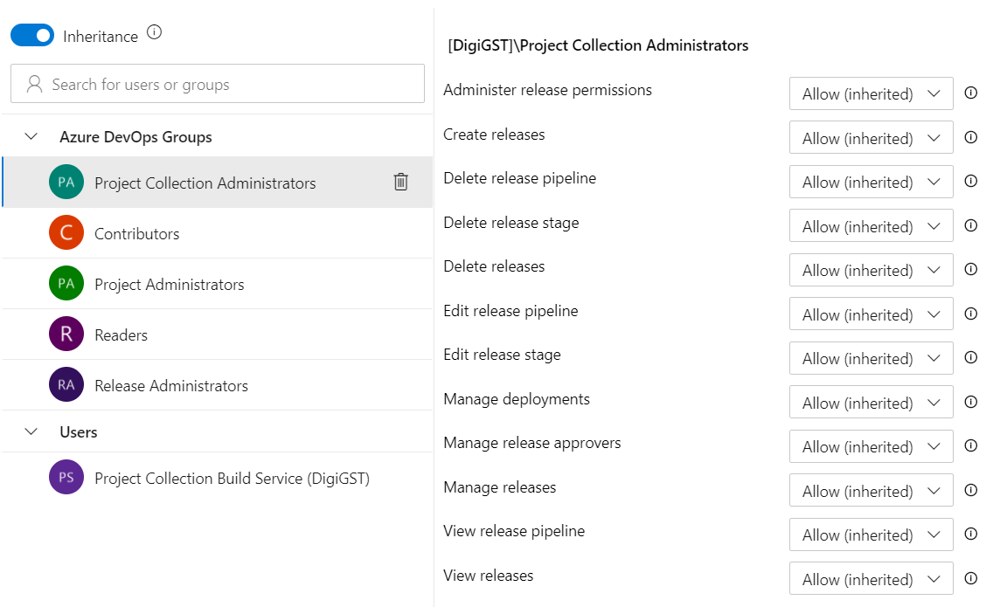 Inheritance
Search for users or groups
Azure DevOps Groups
PA Project Collection Administrators
C Contributors
PA Project Administrators
R Readers
RA Release Administrators
Users
PS Project Collection Build Service (DigiGST)
[DigiGST]\Project Collection Administrators
Administer release permissions Allow (inherited)
Create releases Allow (inherited)
Delete release pipeline Allow (inherited)
Delete release stage Allow (inherited)
Delete releases Allow (inherited)
Edit release pipeline Allow (inherited)
Edit release stage Allow (inherited)
Manage deployments Allow (inherited)
Manage release approvers Allow (inherited)
Manage releases Allow (inherited)
View release pipeline Allow (inherited)
View releases Allow (inherited)